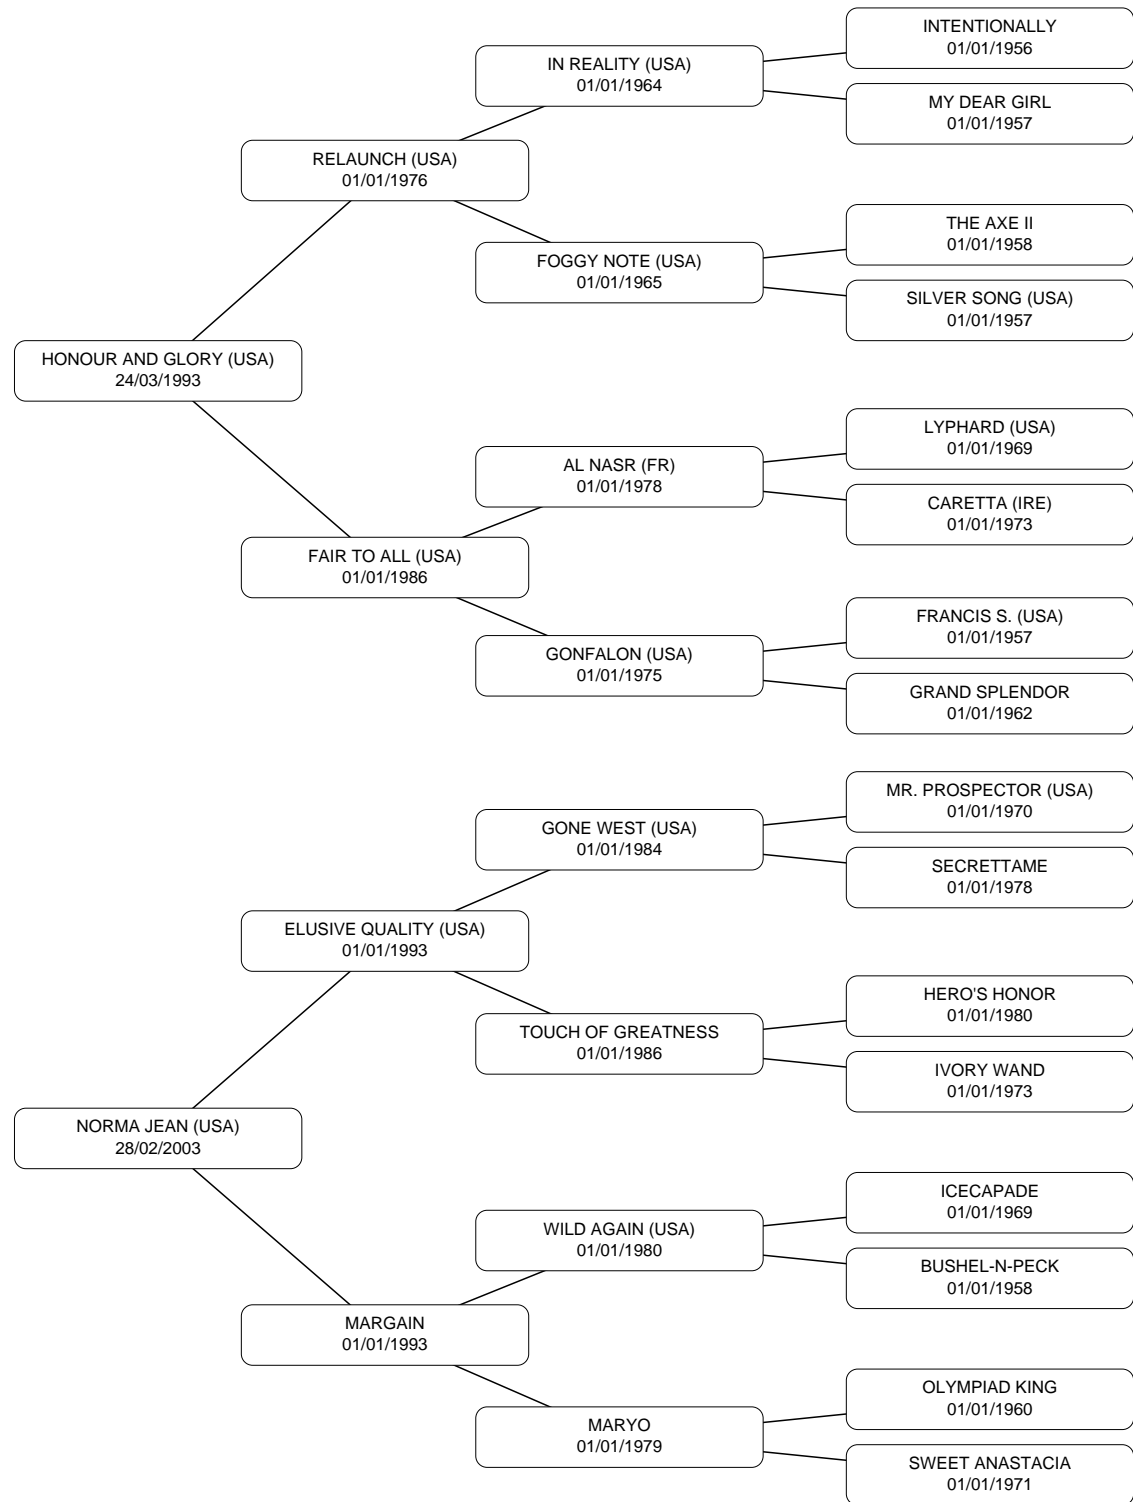 INTENTIONALLY
01/01/1956
IN REALITY (USA)
01/01/1964
MY DEAR GIRL
01/01/1957
RELAUNCH (USA)
01/01/1976
THE AXE II
01/01/1958
FOGGY NOTE (USA)
01/01/1965
SILVER SONG (USA)
01/01/1957
HONOUR AND GLORY (USA)
24/03/1993
LYPHARD (USA)
01/01/1969
AL NASR (FR)
01/01/1978
CARETTA (IRE)
01/01/1973
FAIR TO ALL (USA)
01/01/1986
FRANCIS S. (USA)
01/01/1957
GONFALON (USA)
01/01/1975
GRAND SPLENDOR
01/01/1962
MR. PROSPECTOR (USA)
01/01/1970
GONE WEST (USA)
01/01/1984
SECRETTAME
01/01/1978
ELUSIVE QUALITY (USA)
01/01/1993
HERO'S HONOR
01/01/1980
TOUCH OF GREATNESS
01/01/1986
IVORY WAND
01/01/1973
NORMA JEAN (USA)
28/02/2003
ICECAPADE
01/01/1969
WILD AGAIN (USA)
01/01/1980
BUSHEL-N-PECK
01/01/1958
MARGAIN
01/01/1993
OLYMPIAD KING
01/01/1960
MARYO
01/01/1979
SWEET ANASTACIA
01/01/1971